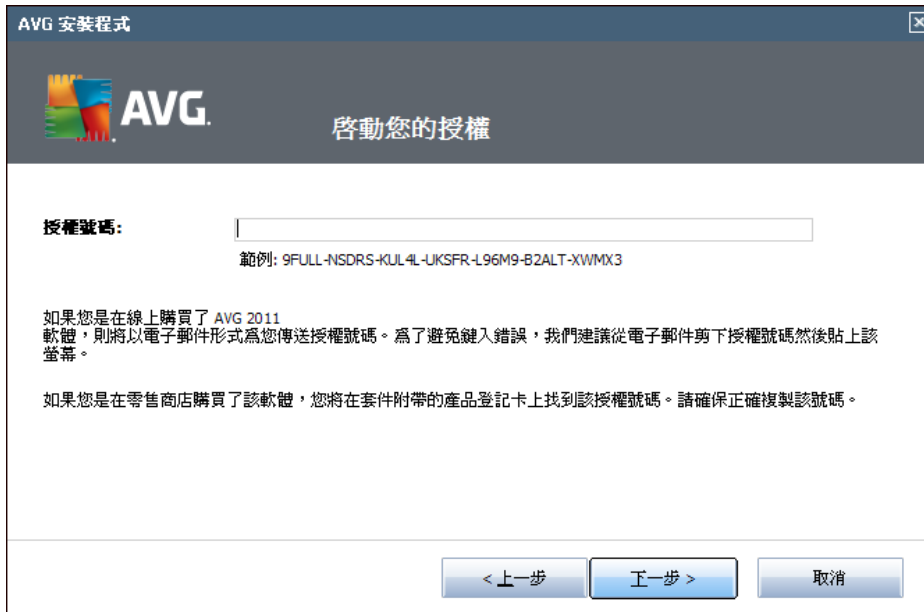 AVG 安裝程式
AVG.
啓動您的授權
授權號碼:
範例: 9FULL-NSDRS-KUL4L-UKSFR-L96M9-B2ALT-XWMX3
如果您是在線上購買了 AVG 2011
軟體，則將以電子郵件形式爲您傳送授權號碼。爲了避免鍵入錯誤，我們建議從電子郵件剪下授權號碼然後貼上該
螢幕。
如果您是在零售商店購買了該軟體，您將在套件附帶的產品登記卡上找到該授權號碼。請確保正確複製該號碼。
< 上一步 下一步 > 取消